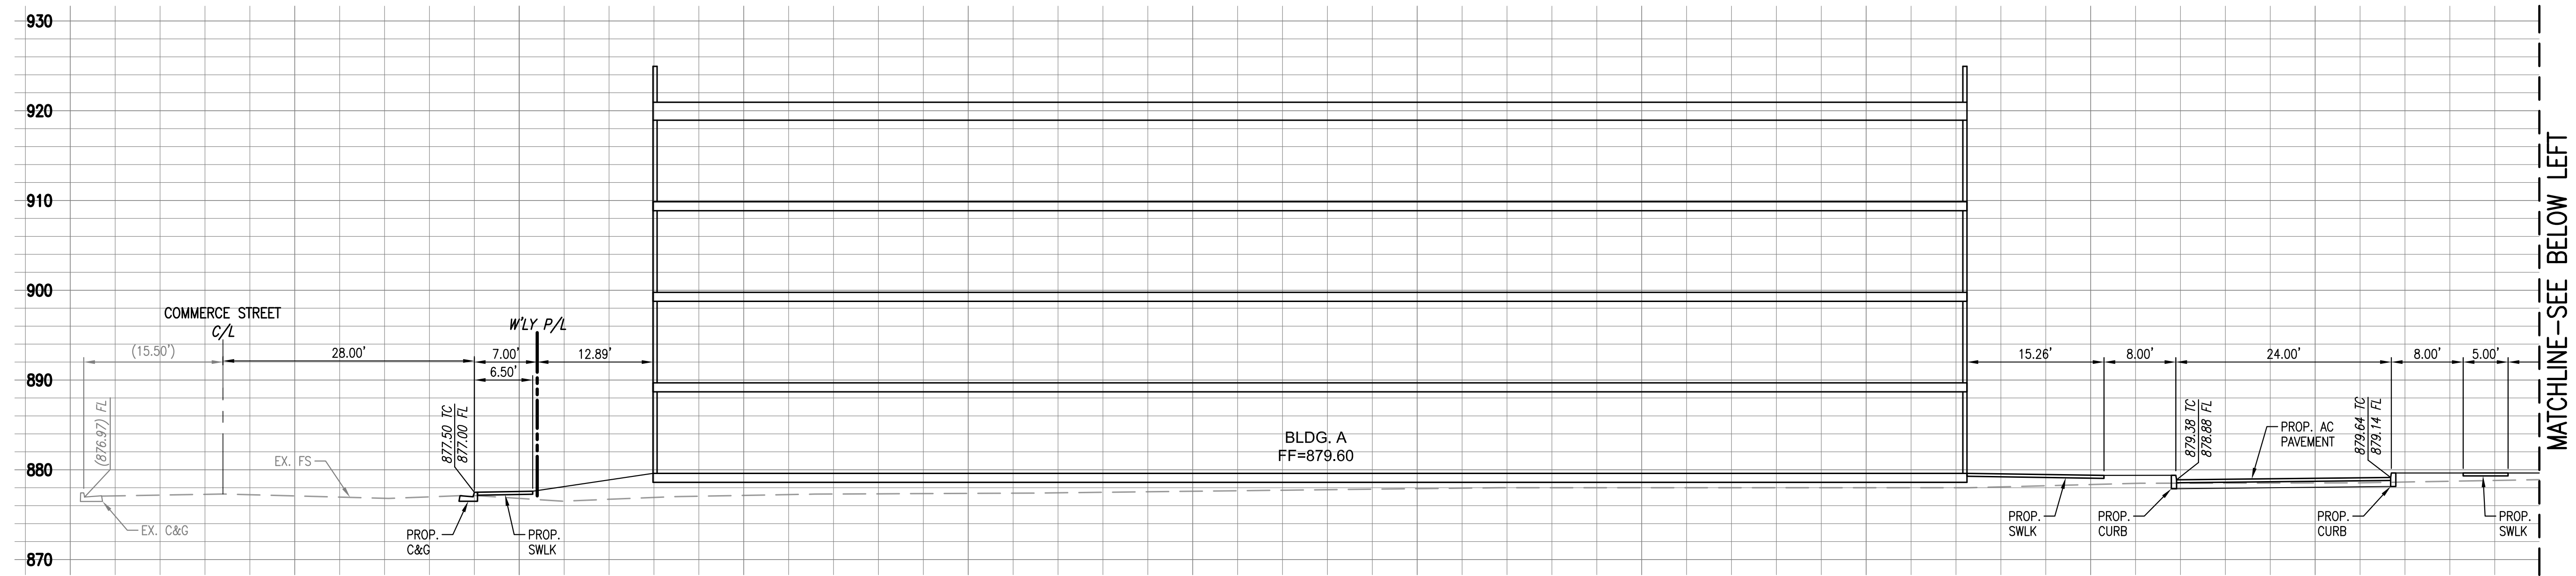 930
920
910
900
890
880
870
COMMERCE STREET
C/L
W'LY P/L
(15.50')
28.00'
7.00'
12.89'
6.50'
(876.97) FL
877.50 TC
877.00 FL
EX. FS
EX. C&G
PROP.
C&G
PROP.
SWLK
BLDG. A
FF=879.60
15.26'
8.00'
24.00'
8.00'
5.00'
879.38 TC
878.88 FL
PROP. AC
PAVEMENT
879.64 TC
879.14 FL
PROP.
SWLK
PROP.
CURB
PROP.
CURB
PROP.
SWLK
MATCHLINE-SEE BELOW LEFT